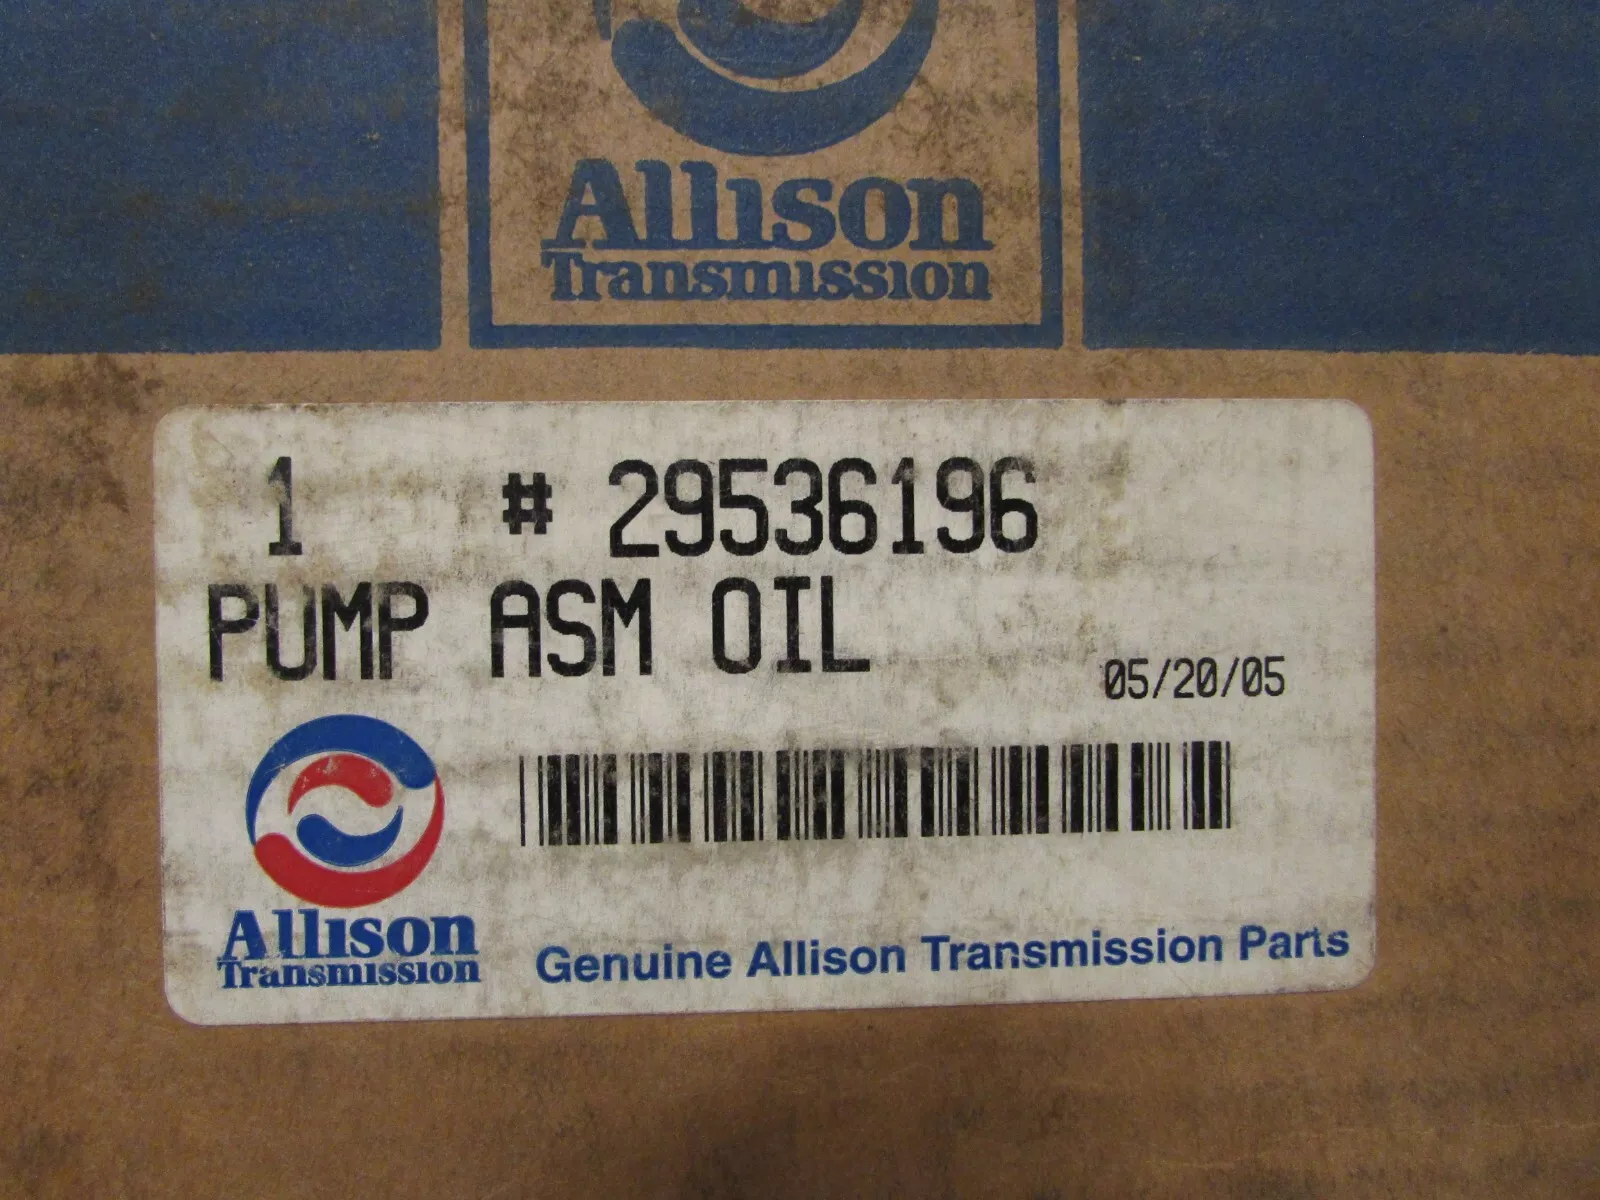 Allison
Transmission
1 # 29536196
PUMP ASM OIL
05/20/05
Allison
Transmission
Genuine Allison Transmission Parts